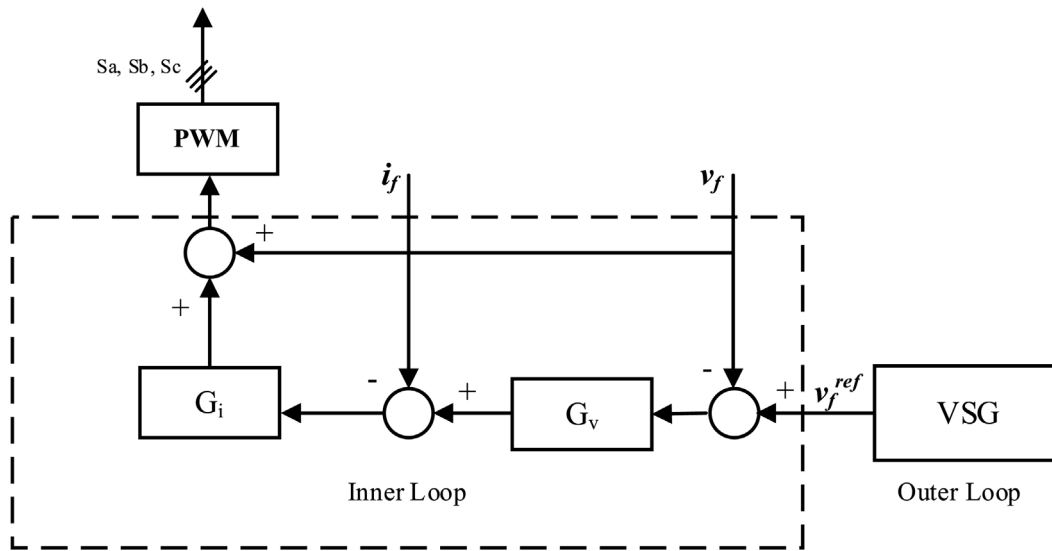 Sa, Sb, Sc
PWM
i_f
v_f
+
+
-
+
-
+
v_f^ref
G_i
G_v
VSG
Inner Loop
Outer Loop